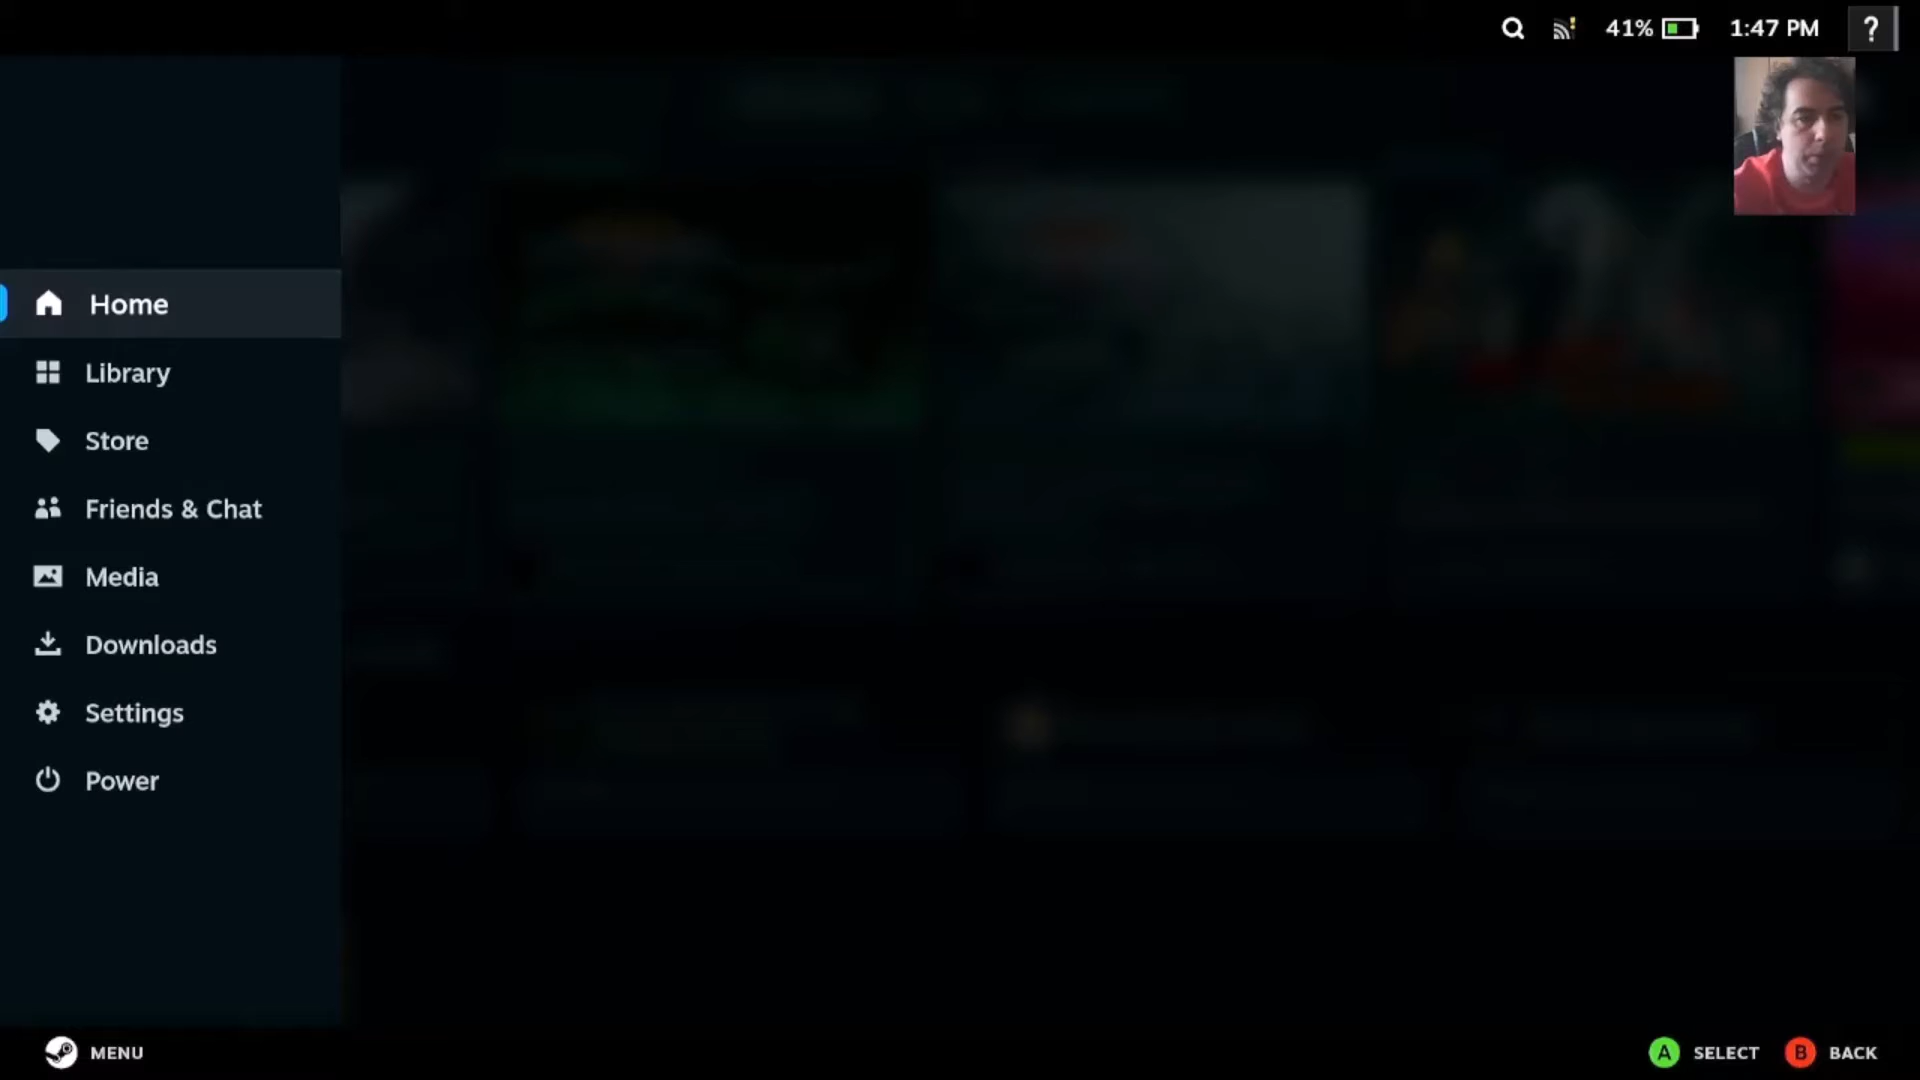 41%
1:47 PM
?
Home
Library
Store
Friends & Chat
Media
Downloads
Settings
Power
MENU
A SELECT
B BACK